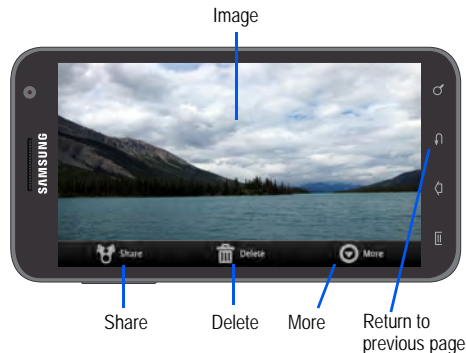 Image
SAMSUNG
Share
Delete
More
Share
Delete
More
Return to
previous page